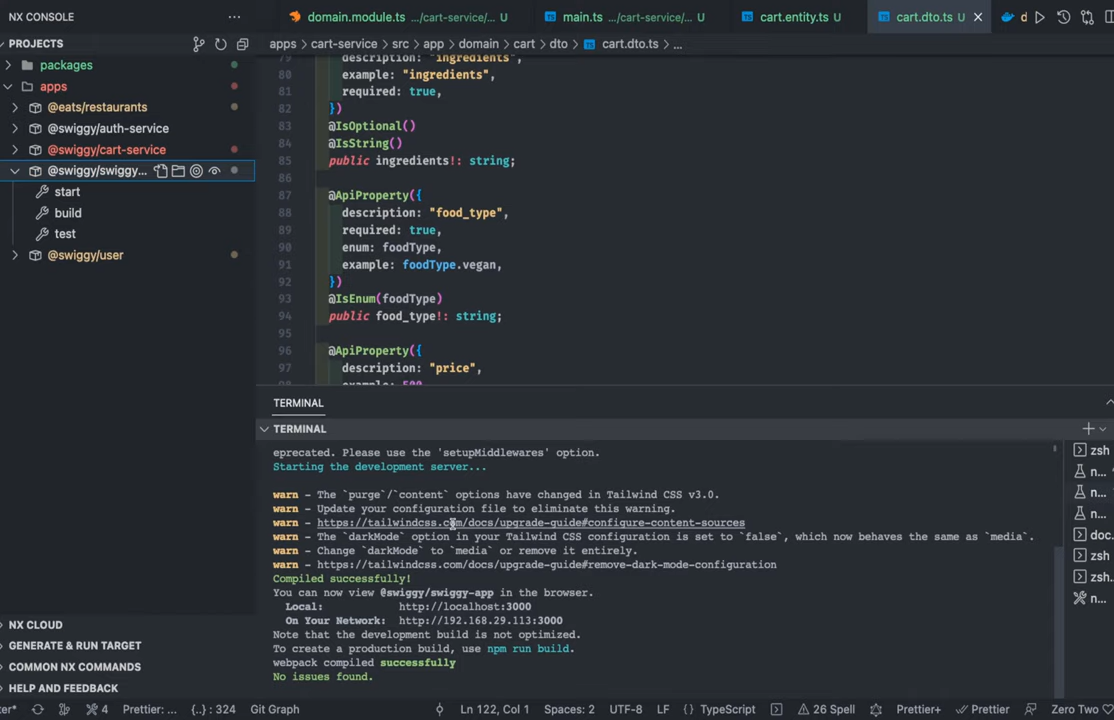 NX CONSOLE ...
domain.module.ts .../cart-service/... U
main.ts .../cart-service/... U
cart.entity.ts U
cart.dto.ts U
d
PROJECTS
packages
apps
@eats/restaurants
@swiggy/auth-service
@swiggy/cart-service
@swiggy/swiggy...
start
build
test
@swiggy/user
NX CLOUD
GENERATE & RUN TARGET
COMMON NX COMMANDS
HELP AND FEEDBACK
apps > cart-service > src > app > domain > cart > dto > cart.dto.ts > ...
79 description: "ingredients",
80 example: "ingredients",
81 required: true,
82 })
83 @IsOptional()
84 @IsString()
85 public ingredients!: string;
86
87 @ApiProperty({
88 description: "food_type",
89 required: true,
90 enum: foodType,
91 example: foodType.vegan,
92 })
93 @IsEnum(foodType)
94 public food_type!: string;
95
96 @ApiProperty({
97 description: "price",
98 example: 500
TERMINAL
TERMINAL
eprecated. Please use the 'setupMiddlewares' option.
Starting the development server...
warn - The `purge`/`content` options have changed in Tailwind CSS v3.0.
warn - Update your configuration file to eliminate this warning.
warn - https://tailwindcss.com/docs/upgrade-guide#configure-content-sources
warn - The `darkMode` option in your Tailwind CSS configuration is set to `false`, which now behaves the same as `media`.
warn - Change `darkMode` to `media` or remove it entirely.
warn - https://tailwindcss.com/docs/upgrade-guide#remove-dark-mode-configuration
Compiled successfully!
You can now view @swiggy/swiggy-app in the browser.
Local: http://localhost:3000
On Your Network: http://192.168.29.113:3000
Note that the development build is not optimized.
To create a production build, use npm run build.
webpack compiled successfully
No issues found.
zsh
n...
n...
n...
doc...
zsh...
n...
ter* 4 Prettier: ... {..} : 324 Git Graph Ln 122, Col 1 Spaces: 2 UTF-8 LF {} TypeScript 26 Spell Prettier+ Prettier Zero Two